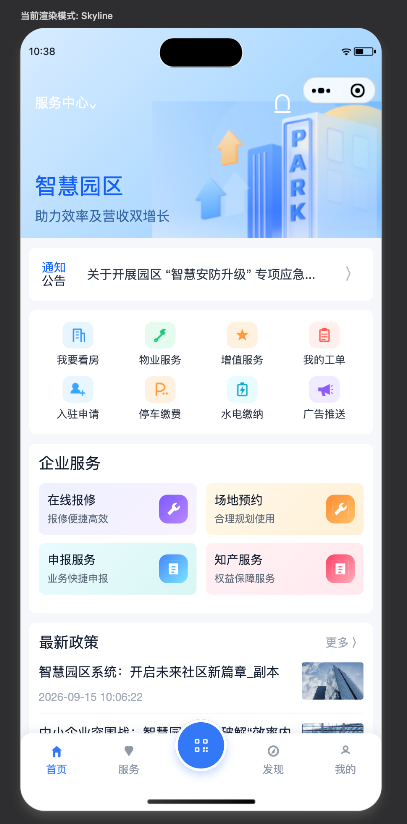 当前渲染模式: Skyline
10:38
服务中心
PARK
智慧园区
助力效率及营收双增长
通知
公告
关于开展园区 “智慧安防升级” 专项应急...
我要看房
物业服务
增值服务
我的工单
入驻申请
停车缴费
水电缴纳
广告推送
企业服务
在线报修
报修便捷高效
场地预约
合理规划使用
申报服务
业务快捷申报
知产服务
权益保障服务
最新政策
更多
智慧园区系统：开启未来社区新篇章_副本
2026-09-15 10:06:22
中小企业突围战：智慧园
破解“效率内
首页
服务
发现
我的